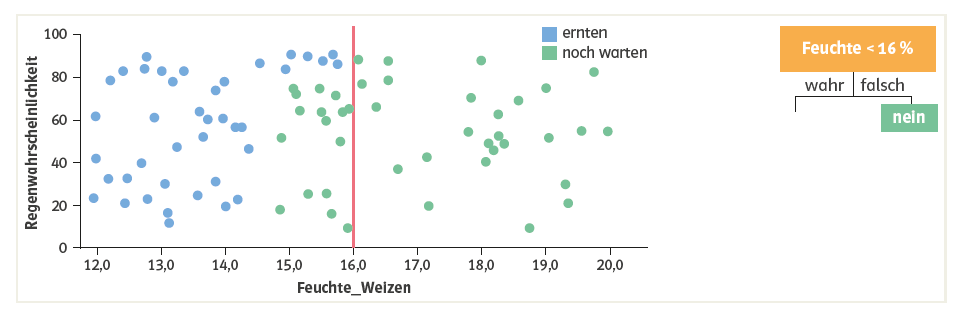 ernten
noch warten
Regenwahrscheinlichkeit
100
80
60
40
20
0
12,0 13,0 14,0 15,0 16,0 17,0 18,0 19,0 20,0
Feuchte_Weizen
Feuchte < 16 %
wahr falsch
nein